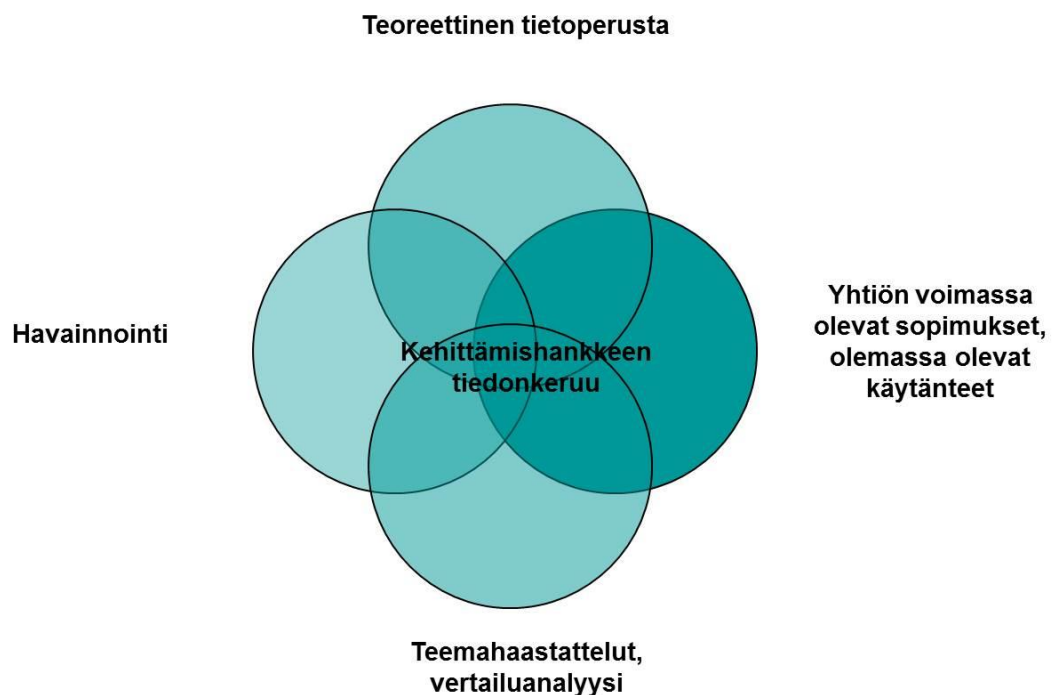 Teoreettinen tietoperusta
Havainnointi
Kehittämishankkeen
tiedonkeruu
Yhtiön voimassa
olevat sopimukset,
olemassa olevat
käytänteet
Teemahaastattelut,
vertailuanalyysi